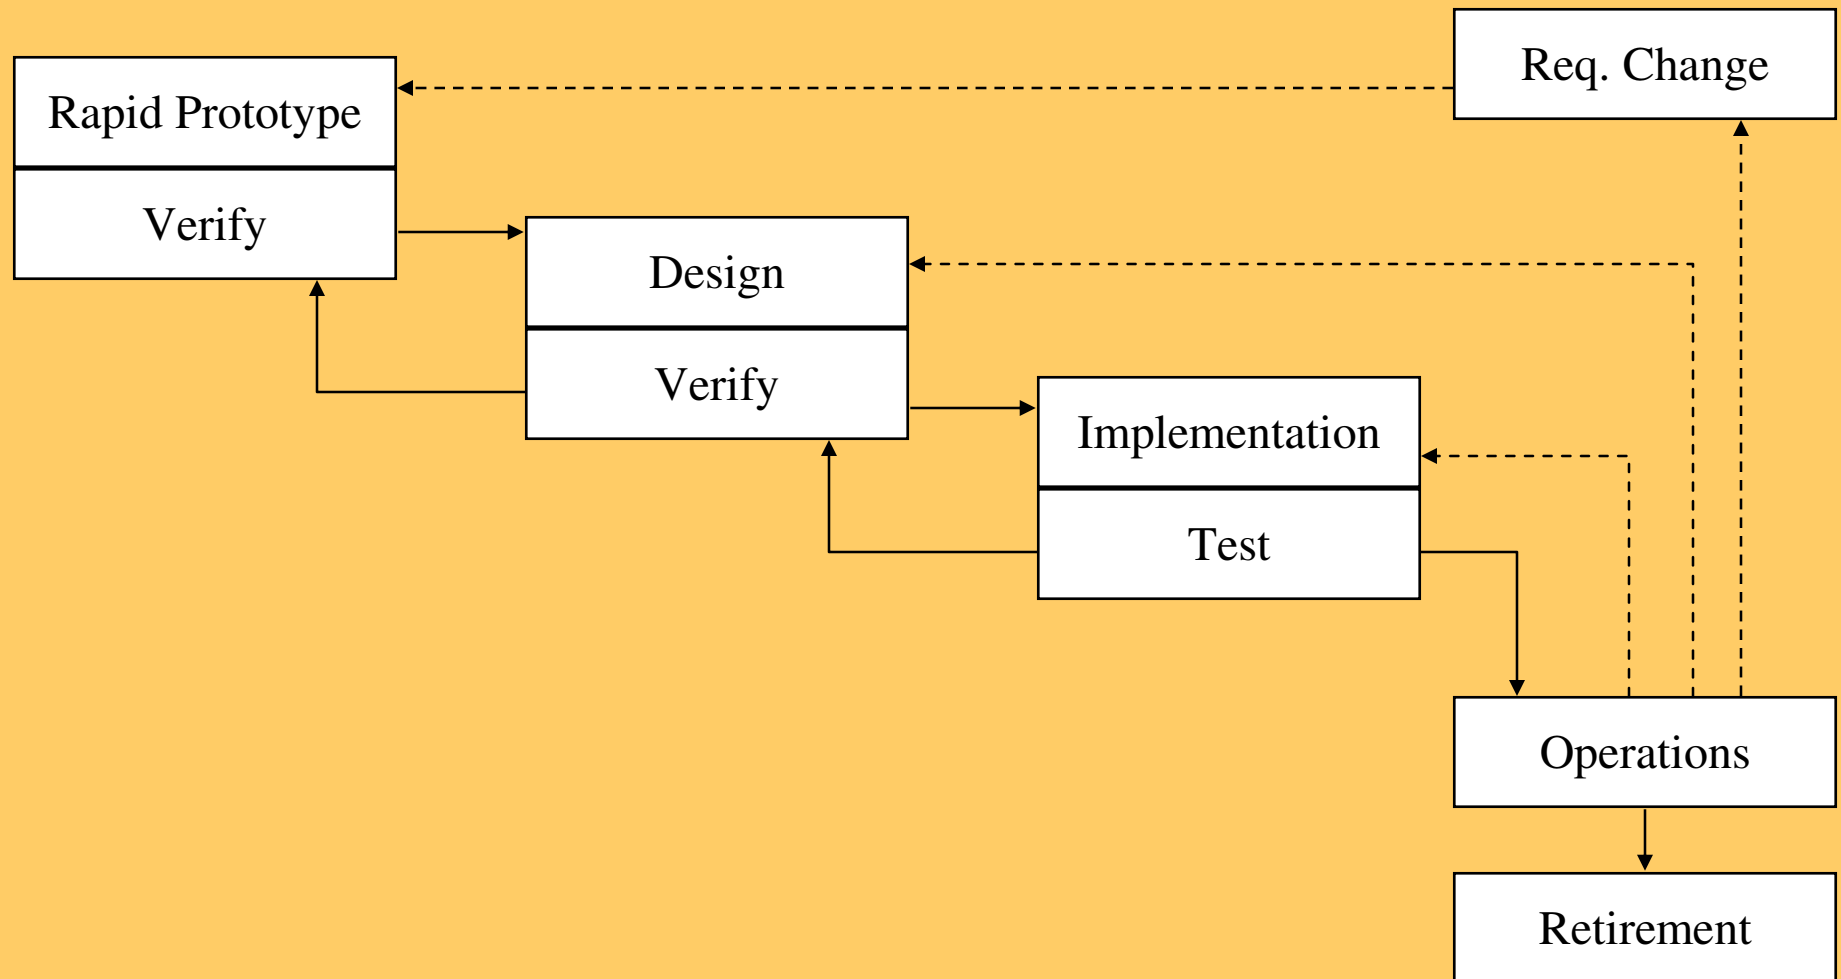 Req. Change
Rapid Prototype
Verify
Design
Verify
Implementation
Test
Operations
Retirement